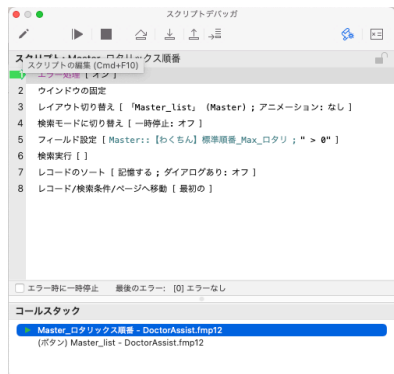 スクリプトデバッガ
スクリプト: Master_ロタリックス順番
スクリプトの編集 (Cmd+F10)
エラー処理 [ オン ]
2 ウインドウの固定
3 レイアウト切り替え [ 「Master_list」 (Master) ; アニメーション: なし ]
4 検索モードに切り替え [ 一時停止: オフ ]
5 フィールド設定 [ Master::【わくちん】標準順番_Max_ロタリ ; " > 0" ]
6 検索実行 [ ]
7 レコードのソート [ 記憶する ; ダイアログあり: オフ ]
8 レコード/検索条件/ページへ移動 [ 最初の ]
エラー時に一時停止 最後のエラー: [0] エラーなし
コールスタック
Master_ロタリックス順番 - DoctorAssist.fmp12
(ボタン) Master_list - DoctorAssist.fmp12